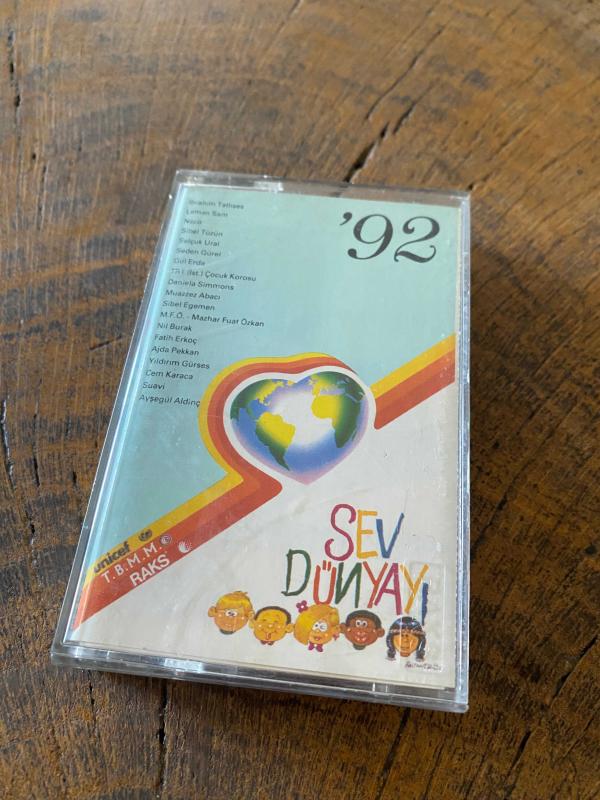 '92
İbrahim Tatlıses
Leman Sam
Nilüfer
Sibel Tüzün
Selçuk Ural
Seden Gürel
Gül Erda
TRT (İst.) Çocuk Korosu
Daniela Simmons
Muazzez Abacı
Sibel Egemen
M.F.Ö. - Mazhar Fuat Özkan
Nil Burak
Fatih Erkoç
Ajda Pekkan
Yıldırım Gürses
Cem Karaca
Suavi
Ayşegül Aldinç
unicef
T.B.M.M.
RAKS
SEV
DÜNYAYI